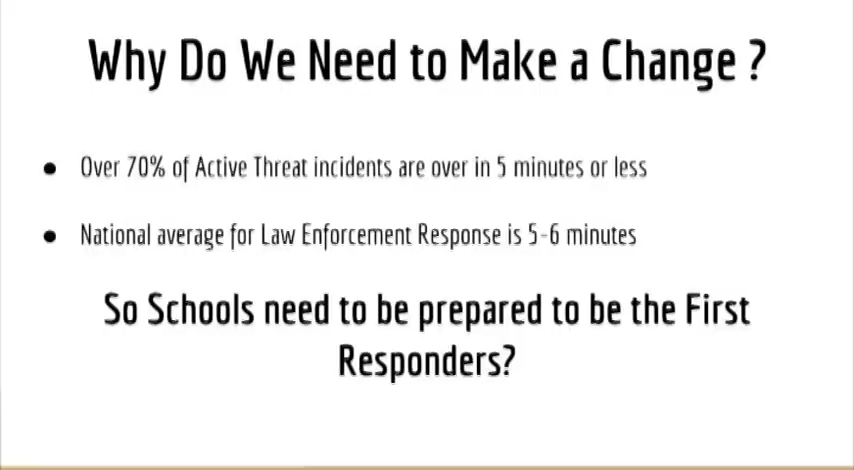 Why Do We Need to Make a Change ?
● Over 70% of Active Threat incidents are over in 5 minutes or less
● National average for Law Enforcement Response is 5-6 minutes
So Schools need to be prepared to be the First
Responders?